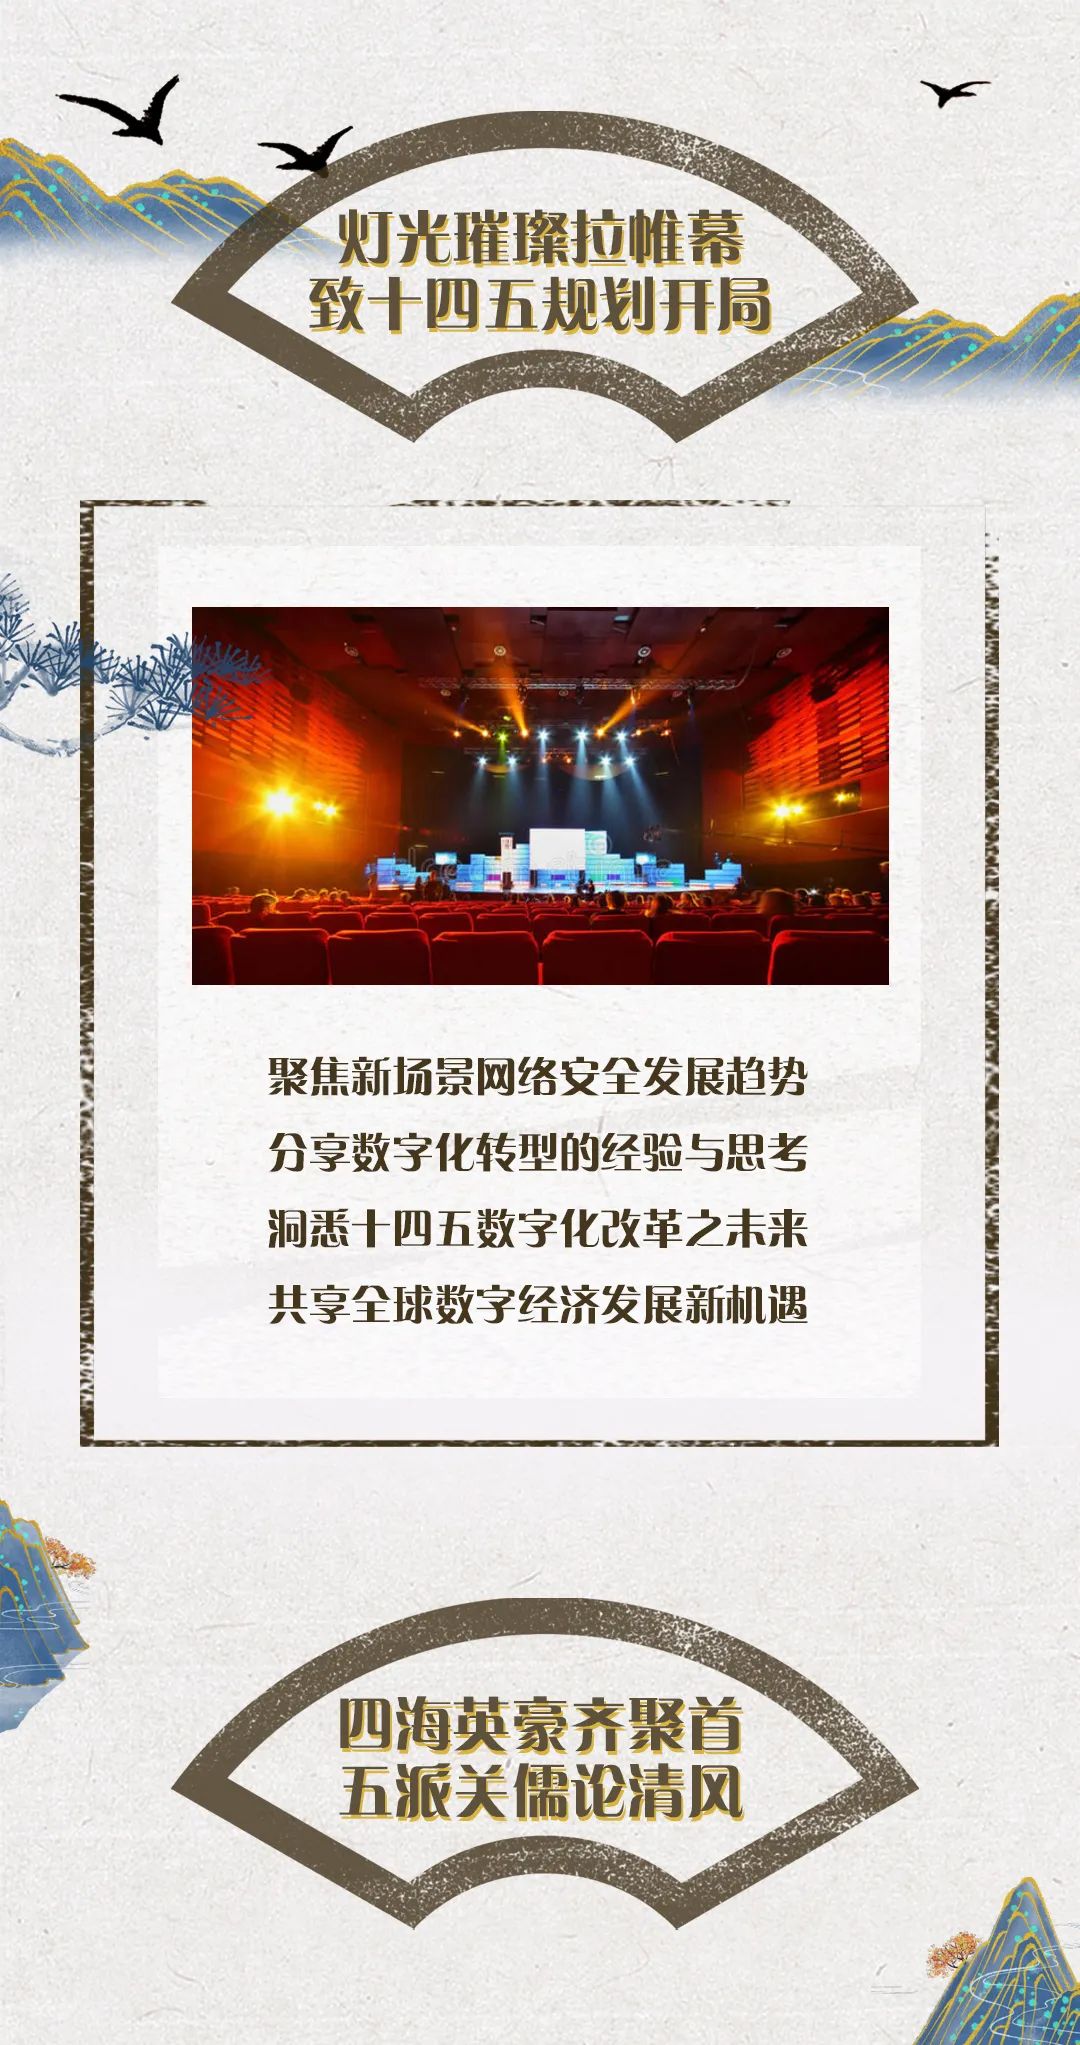 灯光璀璨拉帷幕
致十四五规划开局
聚焦新场景网络安全发展趋势
分享数字化转型的经验与思考
洞悉十四五数字化改革之未来
共享全球数字经济发展新机遇
四海英豪齐聚首
五派关儒论清风